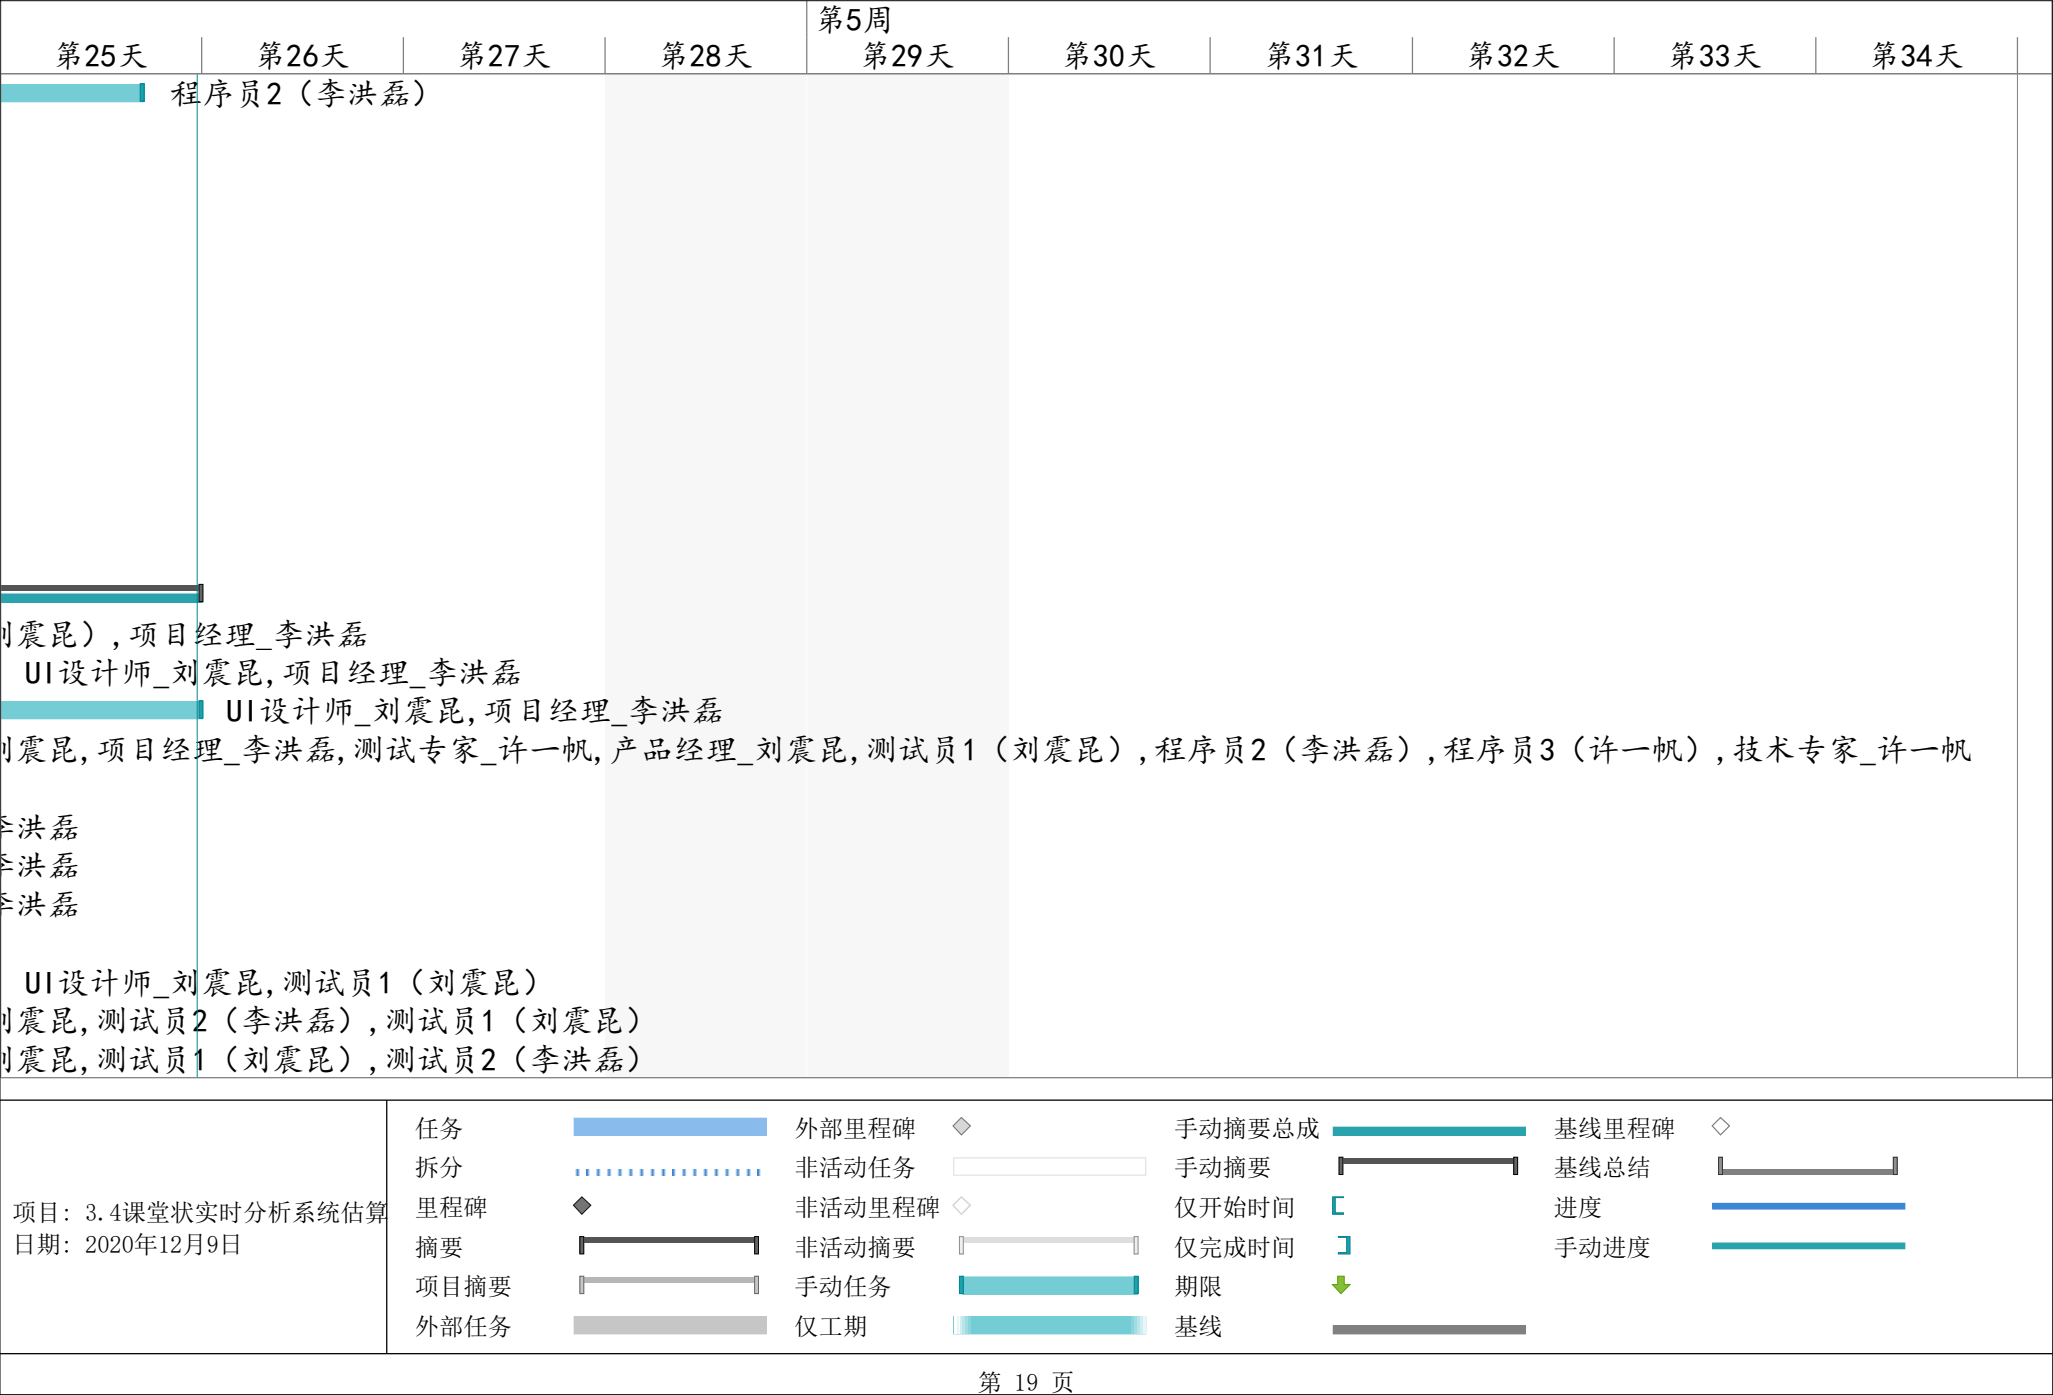 第5周
第25天 第26天 第27天 第28天 第29天 第30天 第31天 第32天 第33天 第34天
程序员2（李洪磊）
刘震昆）,项目经理_李洪磊
UI设计师_刘震昆,项目经理_李洪磊
UI设计师_刘震昆,项目经理_李洪磊
刘震昆,项目经理_李洪磊,测试专家_许一帆,产品经理_刘震昆,测试员1（刘震昆）,程序员2（李洪磊）,程序员3（许一帆）,技术专家_许一帆
李洪磊
李洪磊
李洪磊
UI设计师_刘震昆,测试员1（刘震昆）
刘震昆,测试员2（李洪磊）,测试员1（刘震昆）
刘震昆,测试员1（刘震昆）,测试员2（李洪磊）
项目: 3.4课堂状实时分析系统估算
日期: 2020年12月9日
任务 外部里程碑 手动摘要总成 基线里程碑
拆分 非活动任务 手动摘要 基线总结
里程碑 非活动里程碑 仅开始时间 进度
摘要 非活动摘要 仅完成时间 手动进度
项目摘要 手动任务 期限
外部任务 仅工期 基线
第 19 页